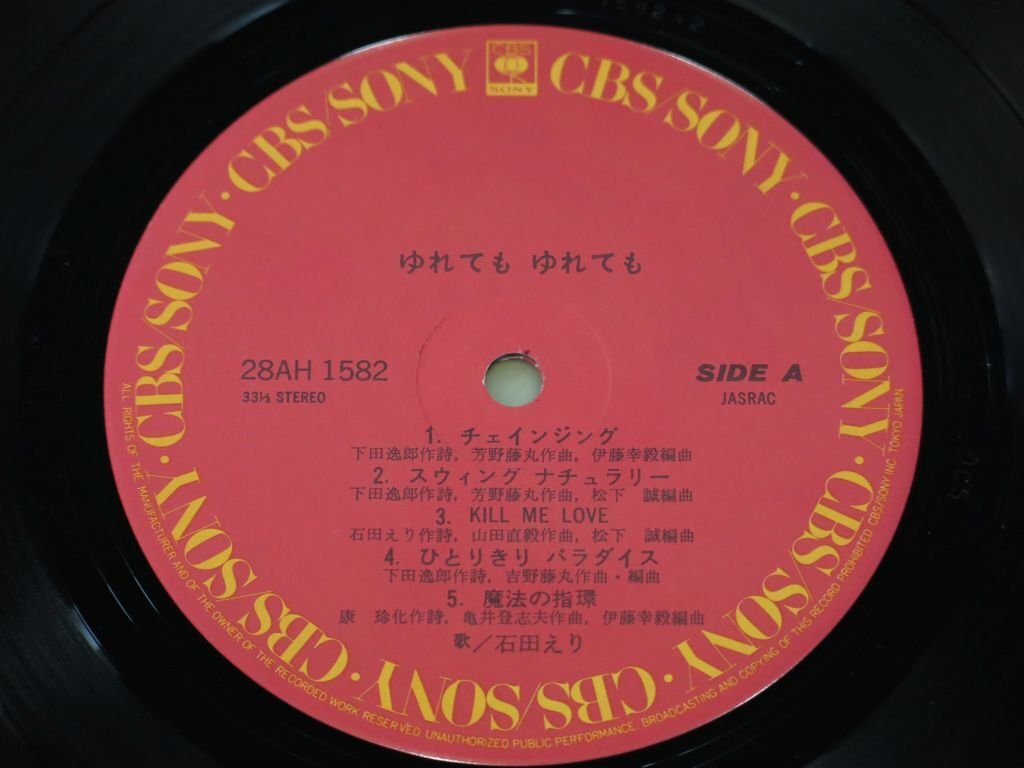 CBS
SONY
CBS/SONY · CBS/SONY · CBS/SONY · CBS/SONY · CBS/SONY · CBS/SONY · CBS/SONY · CBS/SONY
ゆれても ゆれても
28AH 1582
33⅓ STEREO
SIDE A
JASRAC
1. チェインジング
下田逸郎作詩, 芳野藤丸作曲, 伊藤幸毅編曲
2. スウィング ナチュラリー
下田逸郎作詩, 芳野藤丸作曲, 松下 誠編曲
3. KILL ME LOVE
石田えり作詩, 山田直毅作曲, 松下 誠編曲
4. ひとりきり パラダイス
下田逸郎作詩, 吉野藤丸作曲・編曲
5. 魔法の指環
康 珍化作詩, 亀井登志夫作曲, 伊藤幸毅編曲
歌／石田えり
ALL RIGHTS OF THE MANUFACTURER AND OF THE OWNER OF THE RECORDED WORK RESERVED. UNAUTHORIZED PUBLIC PERFORMANCE, BROADCASTING AND COPYING OF THIS RECORD PROHIBITED CBS/SONY INC. TOKYO JAPAN.